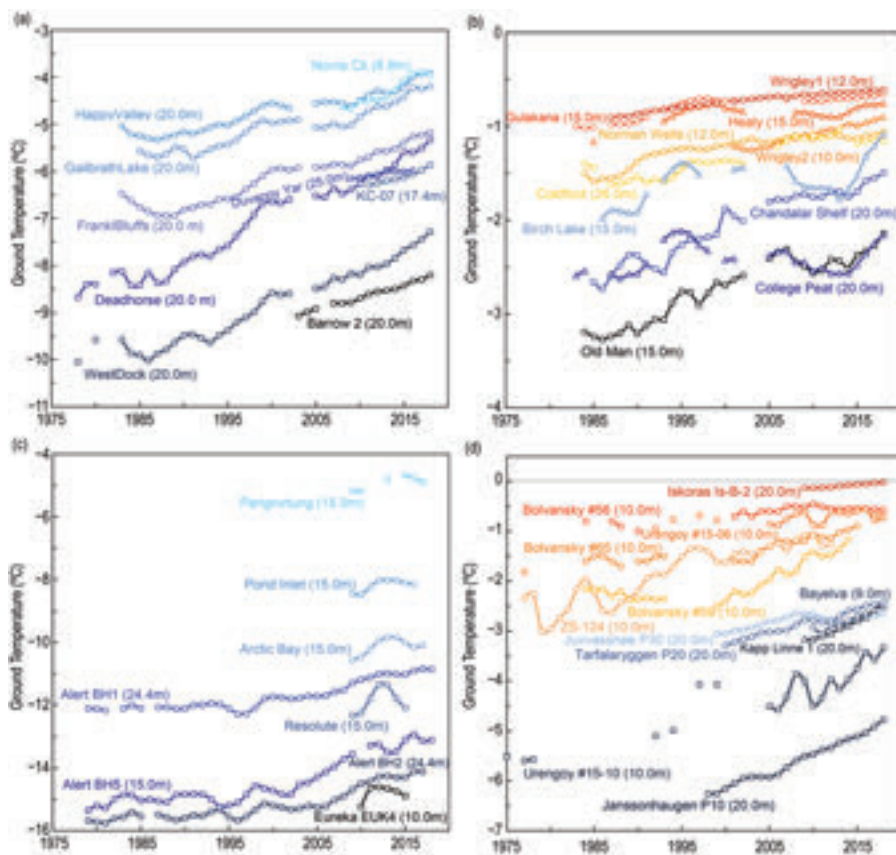 (a)
−3
−4
−5
−6
−7
−8
−9
−10
−11
Ground Temperature (°C)
HappyValley (20.0m)
GalbraithLake (20.0m)
KC-07 (17.4m)
FranklBluffs (20.0 m)
Deadhorse (20.0 m)
Barrow 2 (20.0m)
WestDock (20.0m)
1975 1985 1995 2005 2015
(b)
0
−1
−2
−3
−4
Ground Temperature (°C)
Wrigley1 (12.0m)
Gulakana (15.0m)
Healy (15.0m)
Norman Wells (12.0m)
Wrigley2 (10.0m)
Birch Lake (15.0m)
Chandalar Shelf (20.0m)
College Peat (20.0m)
Old Man (15.0m)
1975 1985 1995 2005 2015
(c)
−4
−6
−8
−10
−12
−14
−16
Ground Temperature (°C)
Pangnirtung (15.0m)
Pond Inlet (15.0m)
Arctic Bay (15.0m)
Alert BH1 (24.4m)
Resolute
(15.0m)
Alert BH2 (24.4m)
Alert BH5 (15.0m)
Eureka EUK4 (10.0m)
1975 1985 1995 2005 2015
(d)
0
−1
−2
−3
−4
−5
−6
−7
Ground Temperature (°C)
Iskoras Is-B-2 (20.0m)
Bolvansky #56 (10.0m)
Urengoy #15-06 (10.0m)
Bolvansky #65 (10.0m)
Bayelva (9.0m)
Bolvansky #59 (10.0m)
ZS-124 (10.0m)
Juvvasshøe P30 (20.0m)
Kapp Linne 1 (20.0m)
Tarfalaryggen P20 (20.0m)
Urengoy #15-10 (10.0m)
Janssonhaugen P10 (20.0m)
1975 1985 1995 2005 2015